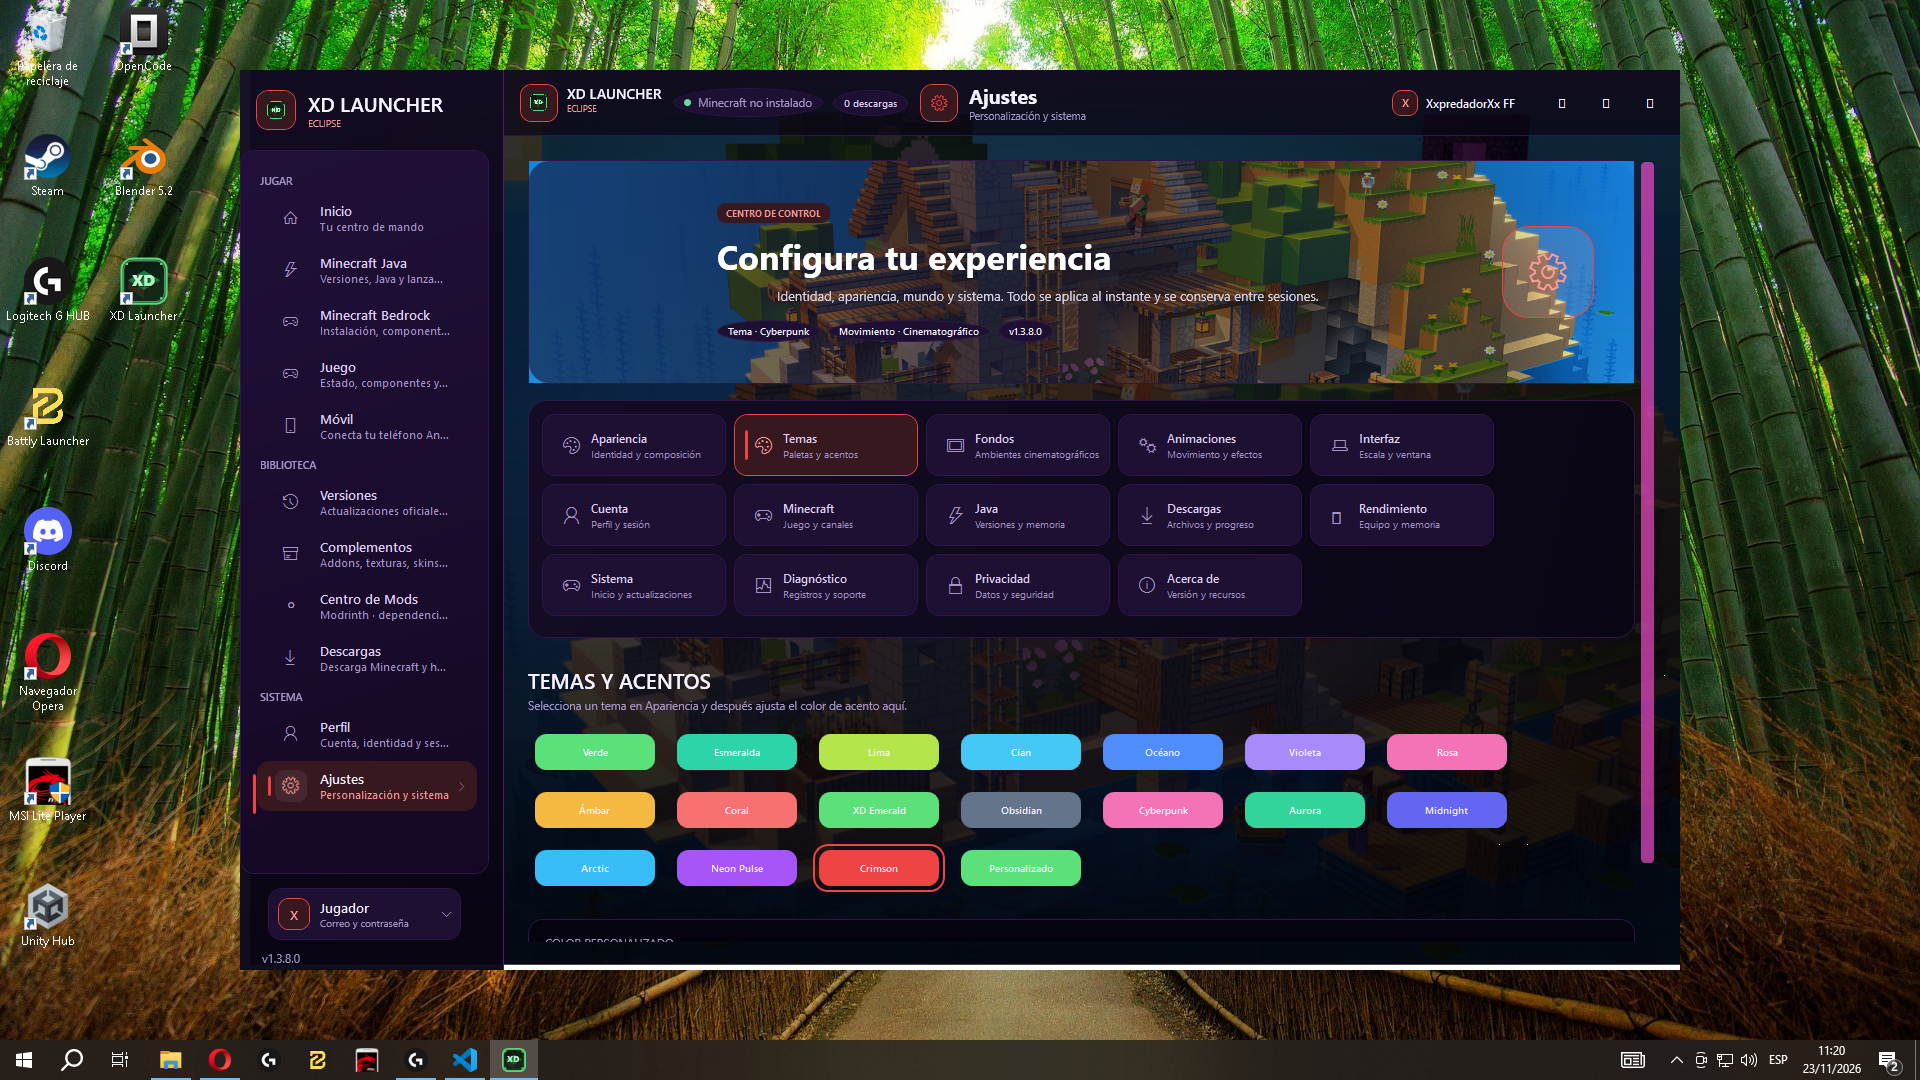 Papelera de
reciclaje
OpenCode
Steam
Blender 5.2
Logitech G HUB
XD
XD Launcher
Battly Launcher
Discord
Navegador
Opera
MSI Lite Player
Unity Hub
XD
XD LAUNCHER
ECLIPSE
JUGAR
Inicio
Tu centro de mando
Minecraft Java
Versiones, Java y lanza...
Minecraft Bedrock
Instalación, component...
Juego
Estado, componentes y...
Móvil
Conecta tu teléfono An...
BIBLIOTECA
Versiones
Actualizaciones oficiale...
Complementos
Addons, texturas, skins...
Centro de Mods
Modrinth · dependenci...
Descargas
Descarga Minecraft y h...
SISTEMA
Perfil
Cuenta, identidad y ses...
Ajustes
Personalización y sistema
X
Jugador
Correo y contraseña
v1.3.8.0
XD
XD LAUNCHER
ECLIPSE
Minecraft no instalado
0 descargas
Ajustes
Personalización y sistema
X
XxpredadorXx FF
CENTRO DE CONTROL
Configura tu experiencia
Identidad, apariencia, mundo y sistema. Todo se aplica al instante y se conserva entre sesiones.
Tema · Cyberpunk
Movimiento · Cinematográfico
v1.3.8.0
Apariencia
Identidad y composición
Temas
Paletas y acentos
Fondos
Ambientes cinematográficos
Animaciones
Movimiento y efectos
Interfaz
Escala y ventana
Cuenta
Perfil y sesión
Minecraft
Juego y canales
Java
Versiones y memoria
Descargas
Archivos y progreso
Rendimiento
Equipo y memoria
Sistema
Inicio y actualizaciones
Diagnóstico
Registros y soporte
Privacidad
Datos y seguridad
Acerca de
Versión y recursos
TEMAS Y ACENTOS
Selecciona un tema en Apariencia y después ajusta el color de acento aquí.
Verde
Esmeralda
Lima
Cian
Océano
Violeta
Rosa
Ámbar
Coral
XD Emerald
Obsidian
Cyberpunk
Aurora
Midnight
Arctic
Neon Pulse
Crimson
Personalizado
COLOR PERSONALIZADO
XD
ESP
11:20
23/11/2026
2